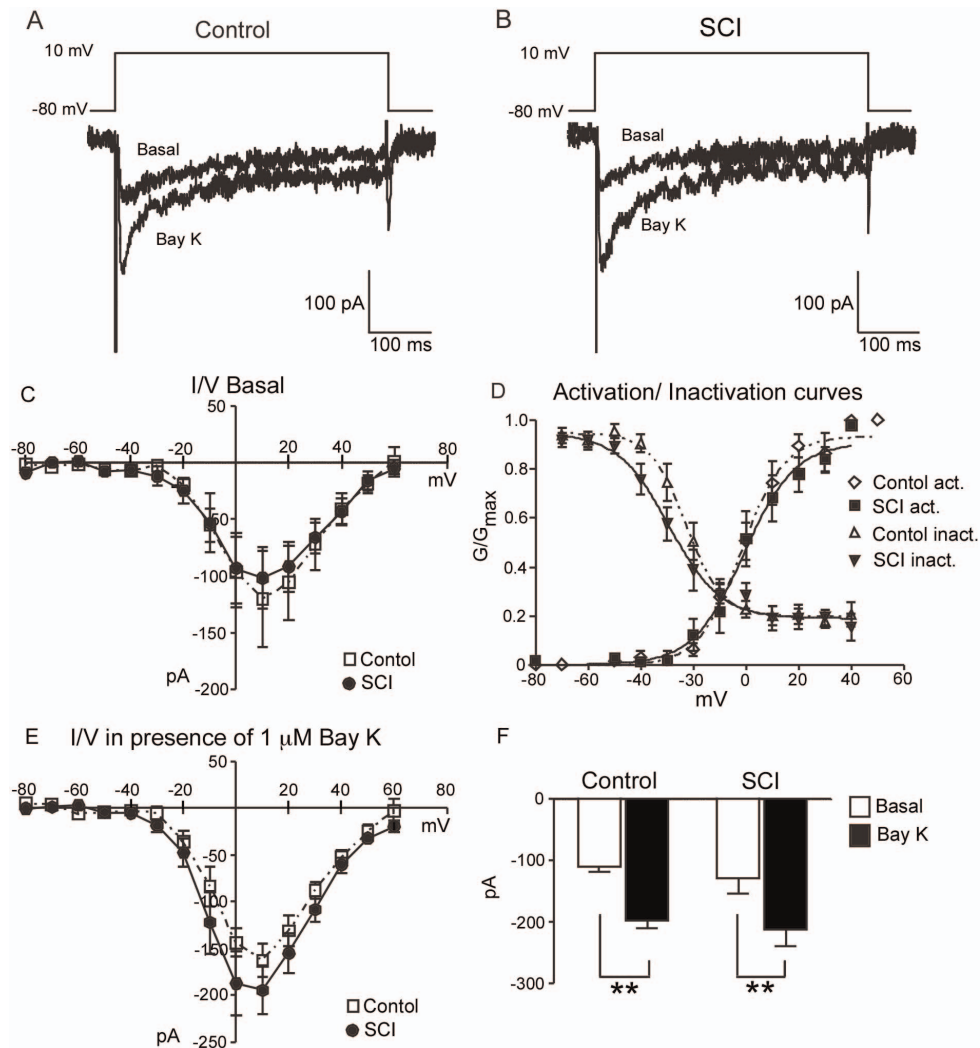 A
Control
10 mV
-80 mV
Basal
Bay K
100 pA
100 ms
B
SCI
10 mV
-80 mV
Basal
Bay K
100 pA
100 ms
C
I/V Basal
50
-80 -60 -40 -20 20 40 60 80
mV
-50
-100
-150
-200
pA
Contol
SCI
D
Activation/ Inactivation curves
1.0
0.8
0.6
0.4
0.2
0
G/Gmax
-80 -60 -30 0 20 40 60
mV
Contol act.
SCI act.
Contol inact.
SCI inact.
E
I/V in presence of 1 μM Bay K
50
-80 -60 -40 -20 0 20 40 60 80
mV
-50
-100
-150
-200
-250
pA
Contol
SCI
F
Control SCI
0
-100
-200
-300
pA
Basal
Bay K
** **